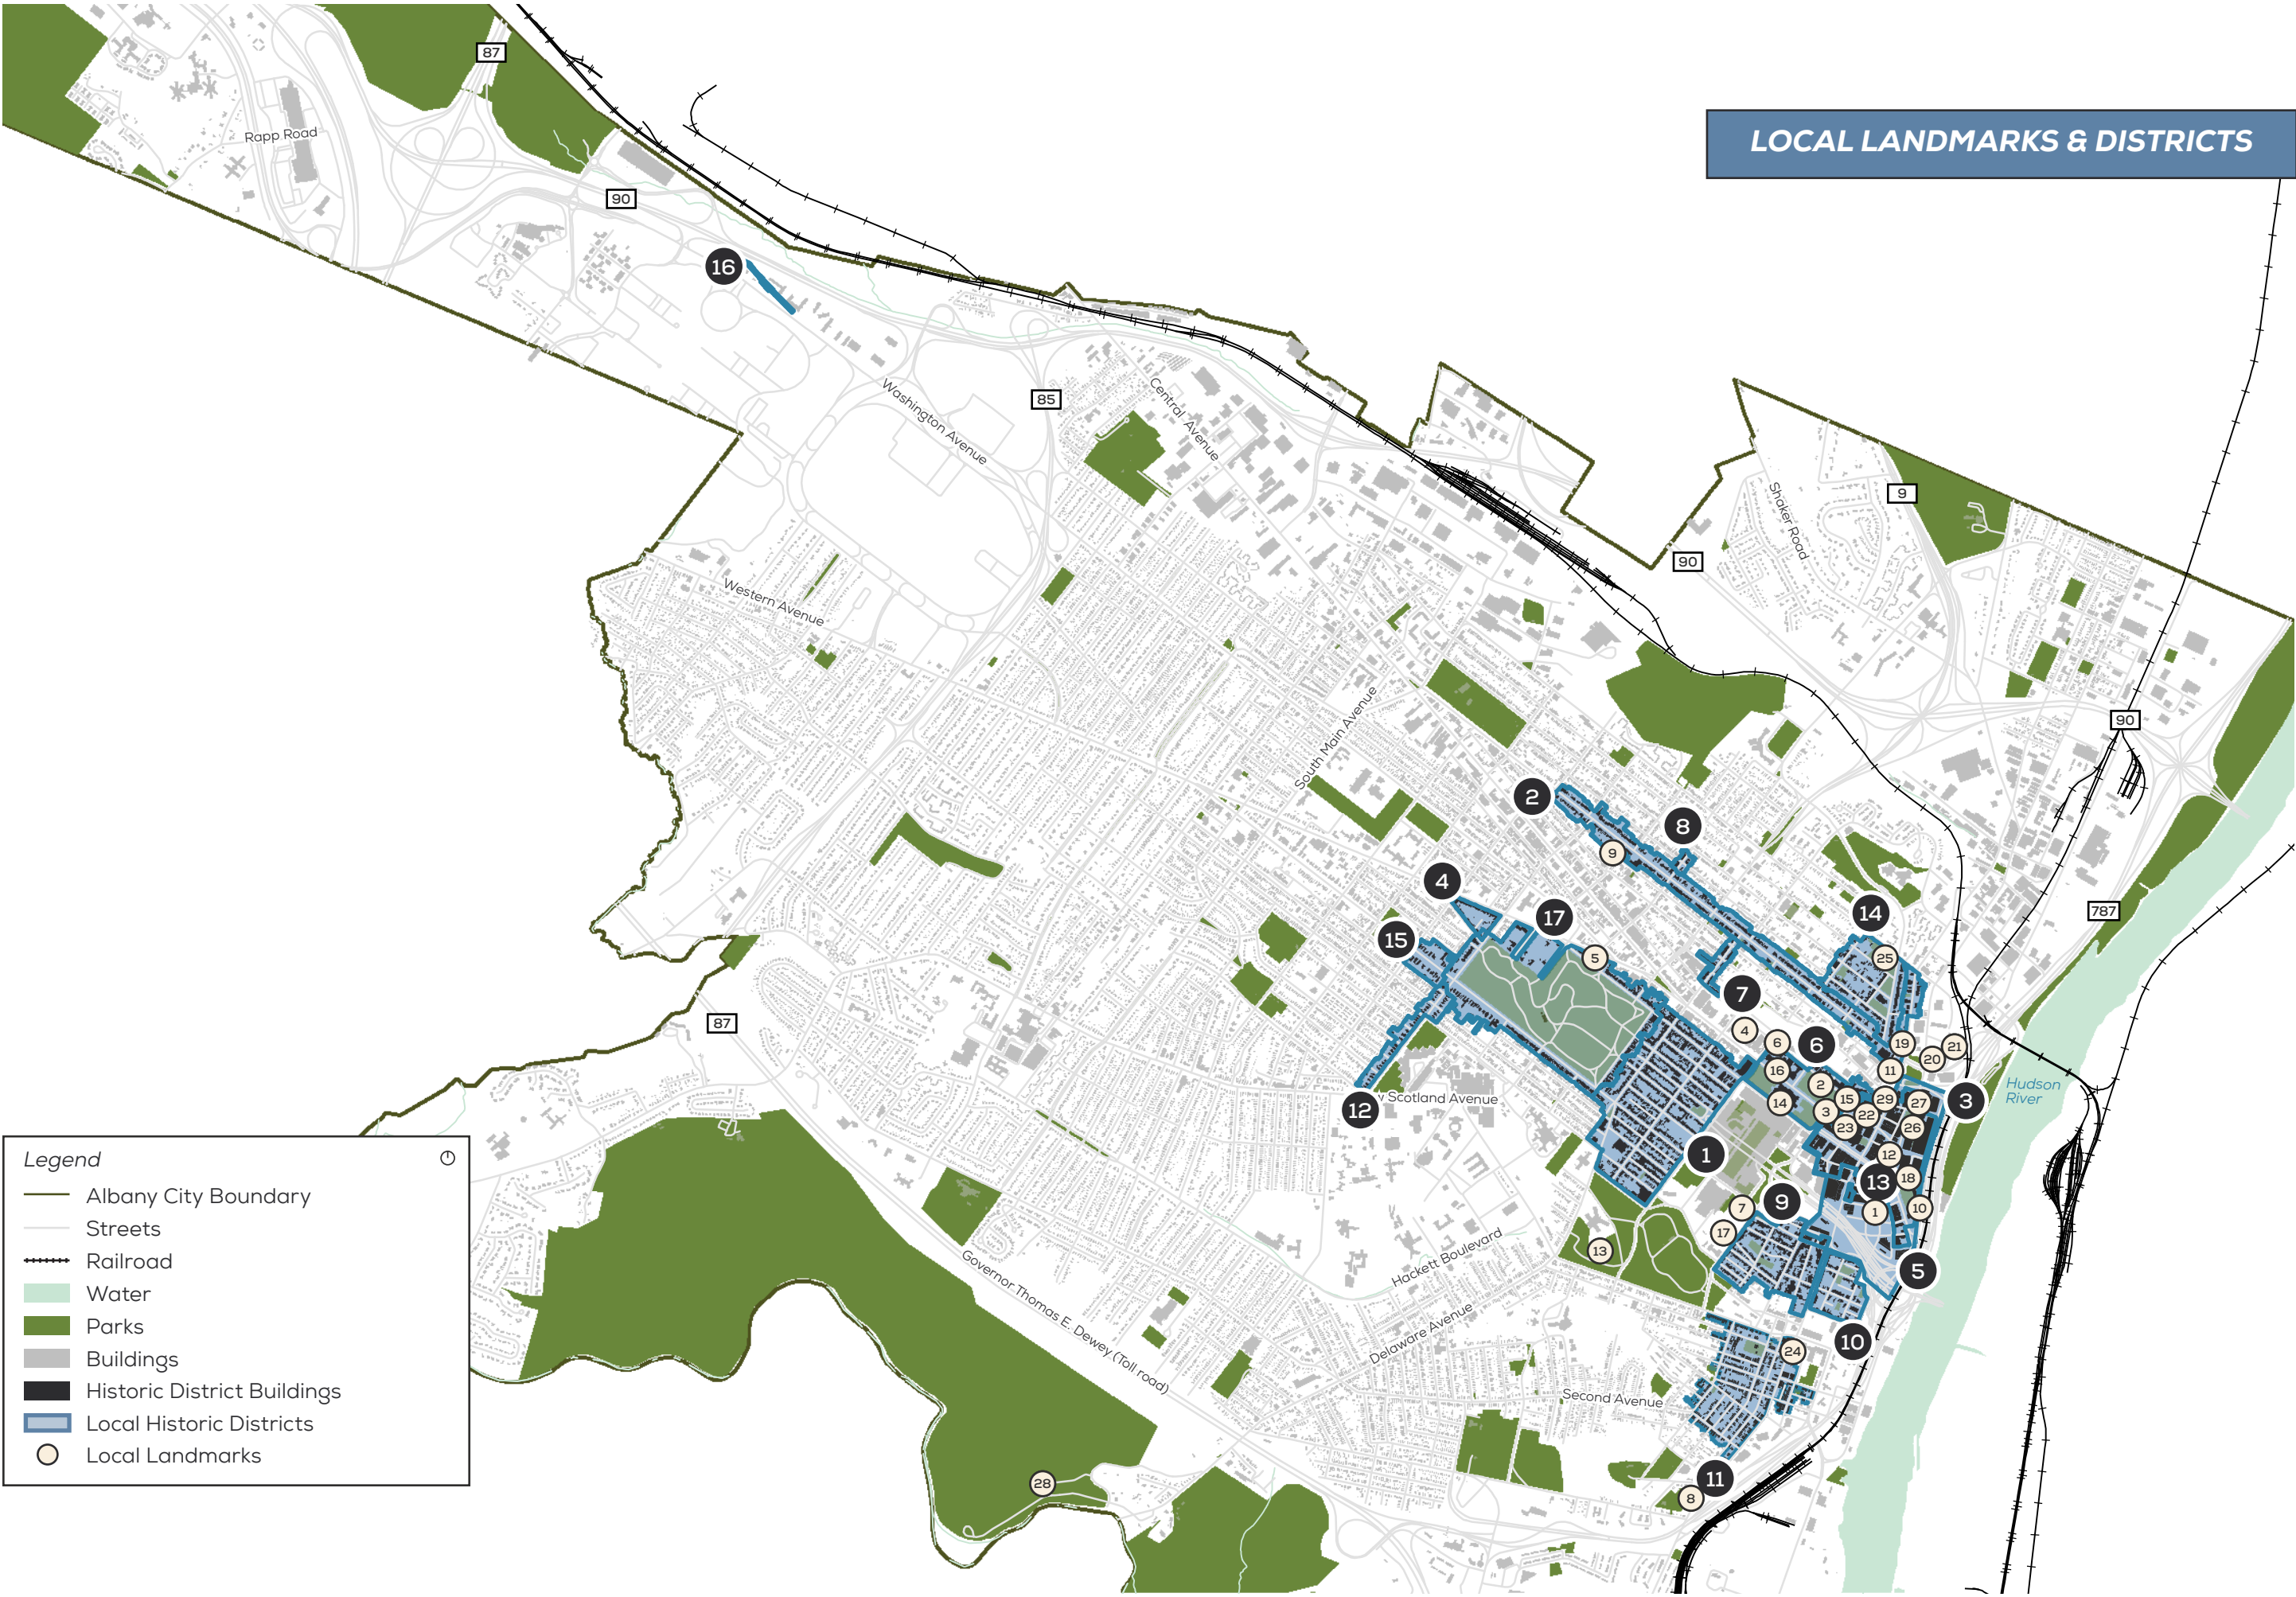 LOCAL LANDMARKS & DISTRICTS
87
Rapp Road
90
16
Washington Avenue
85
Central Avenue
Shaker Road
9
90
Western Avenue
South Main Avenue
90
2
8
9
4
17
15
5
14
25
787
87
7
4
6
6
19
21
20
16
11
2
Hudson
River
12
Scotland Avenue
14
15
29
27
3
3
22
23
26
1
12
13
18
9
7
1
10
17
13
Hackett Boulevard
5
Governor Thomas E. Dewey (Toll road)
Delaware Avenue
10
24
Second Avenue
11
28
8
Legend
Albany City Boundary
Streets
Railroad
Water
Parks
Buildings
Historic District Buildings
Local Historic Districts
Local Landmarks